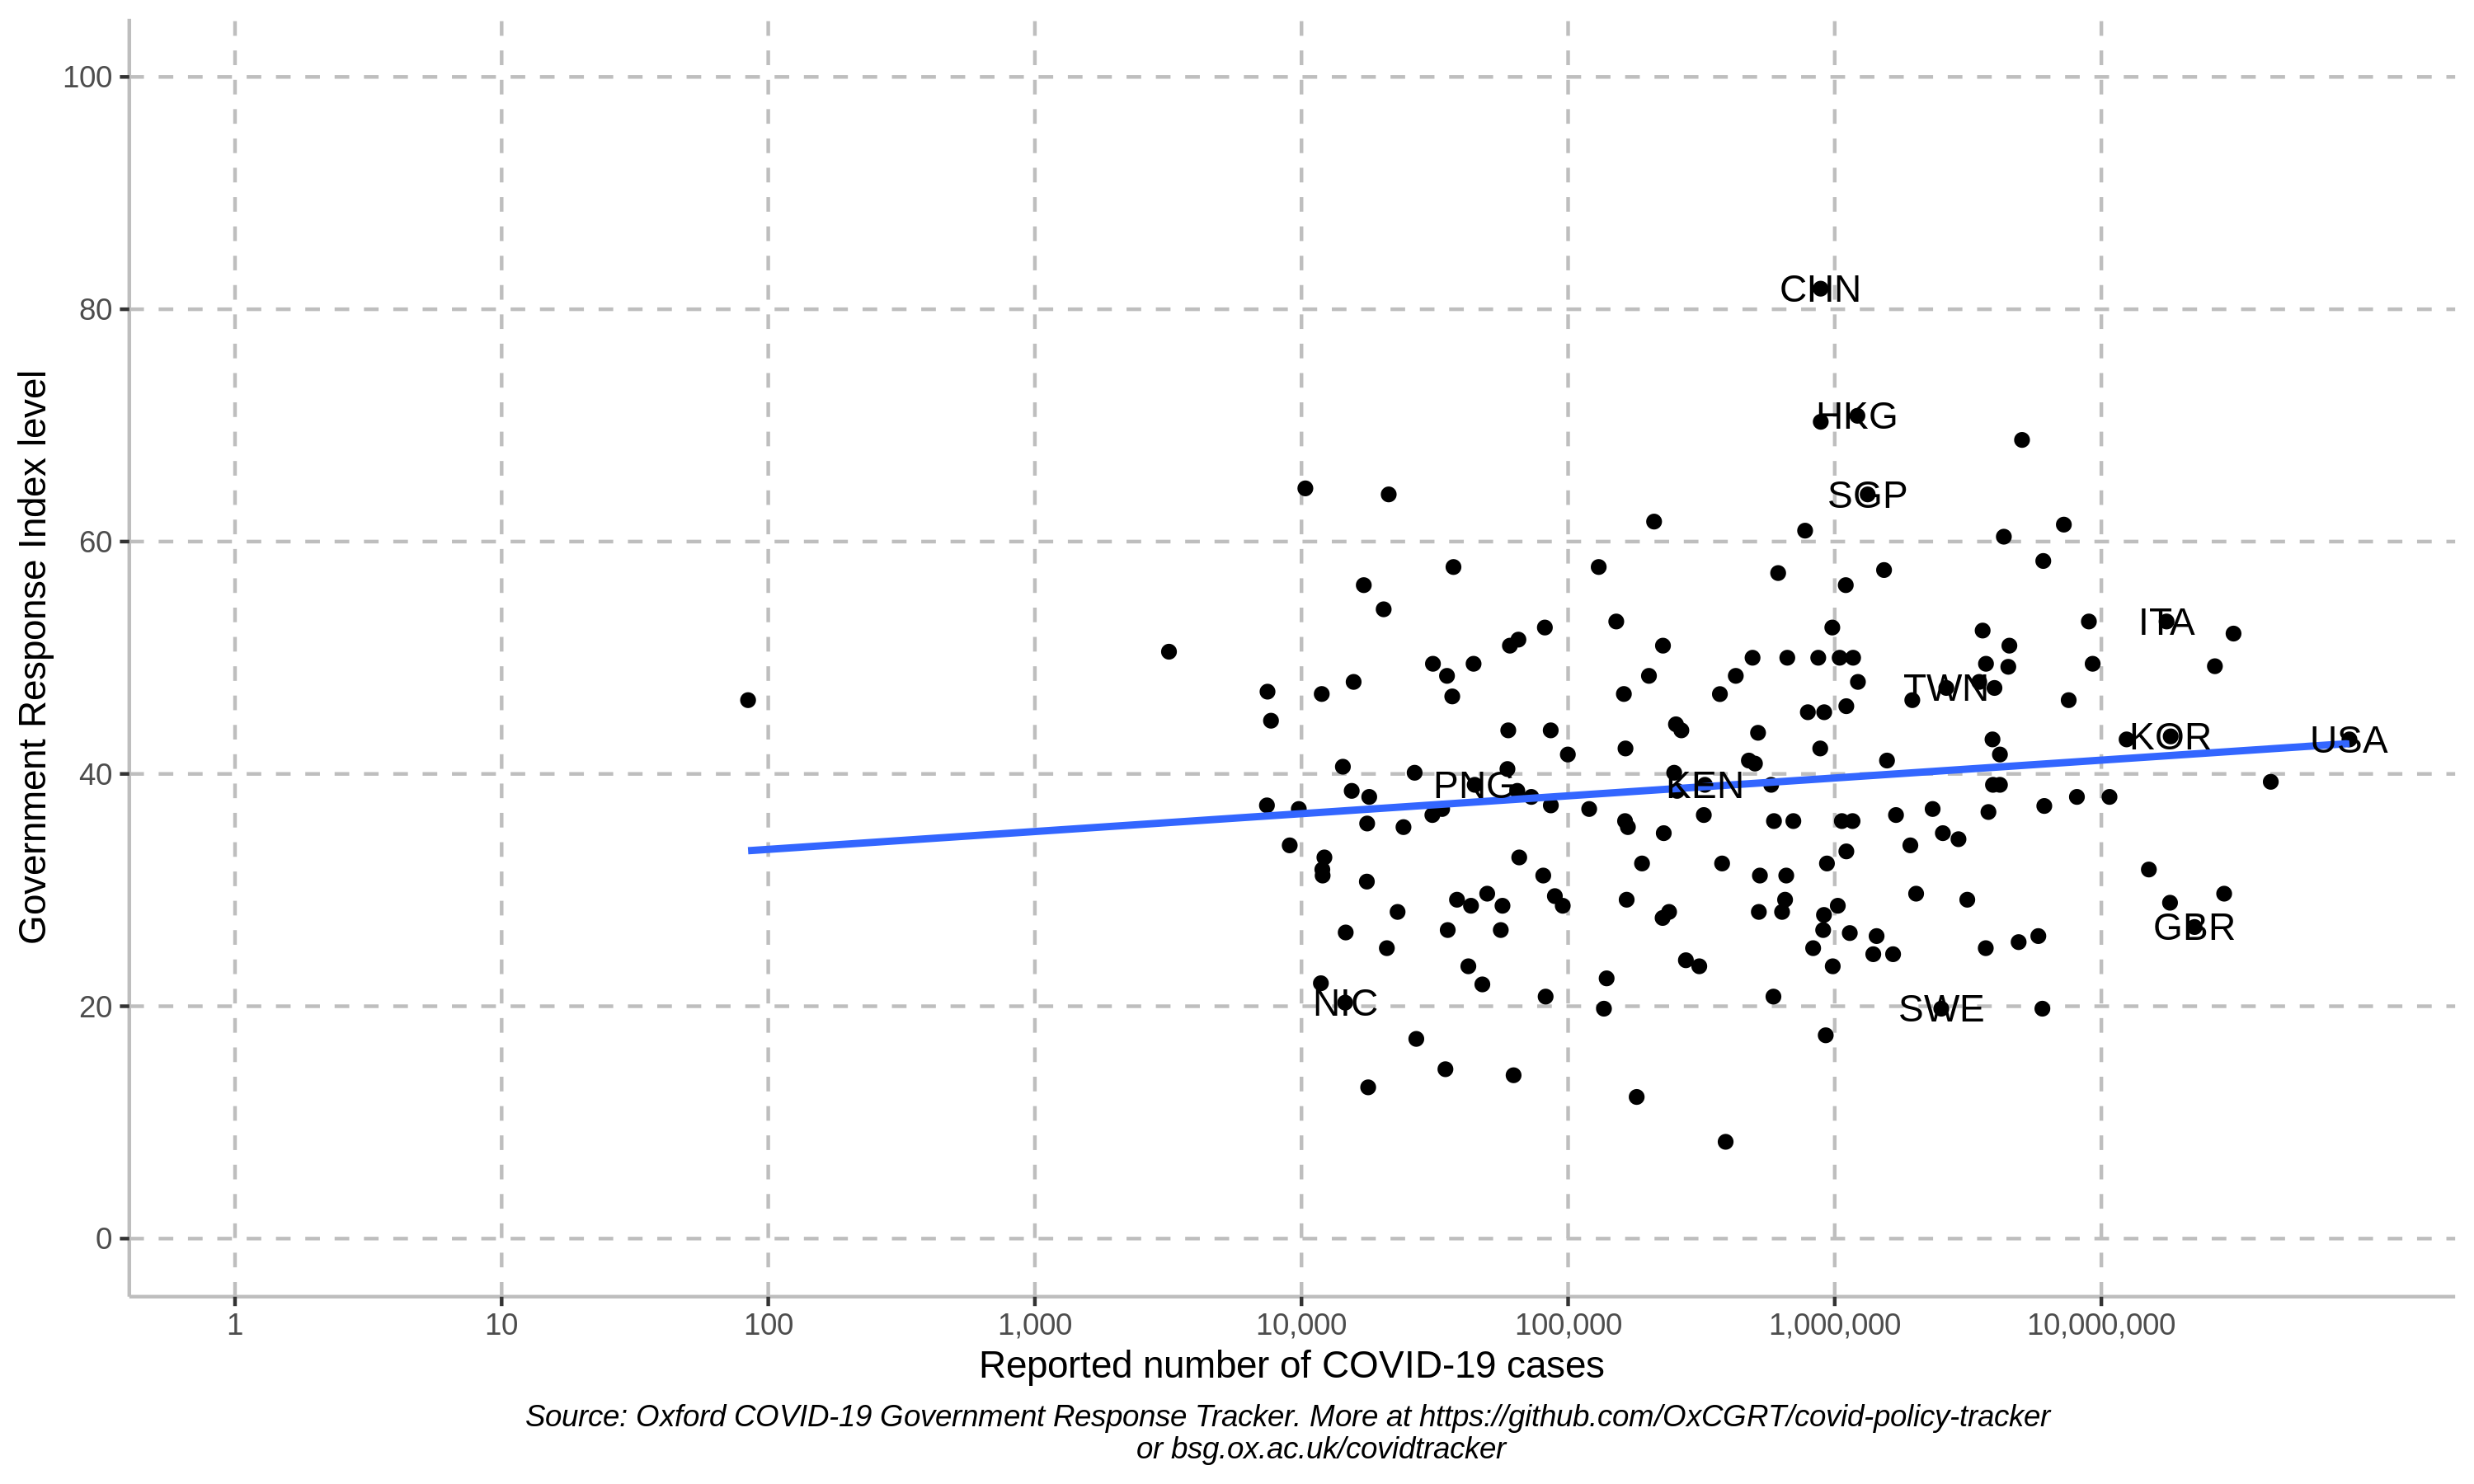 100
80
60
40
20
0
Government Response Index level
CHN
HKG
SGP
ITA
TWN
KOR
USA
PNG
KEN
GBR
NIC
SWE
1
10
100
1,000
10,000
100,000
1,000,000
10,000,000
Reported number of COVID-19 cases
Source: Oxford COVID-19 Government Response Tracker. More at https://github.com/OxCGRT/covid-policy-tracker
or bsg.ox.ac.uk/covidtracker